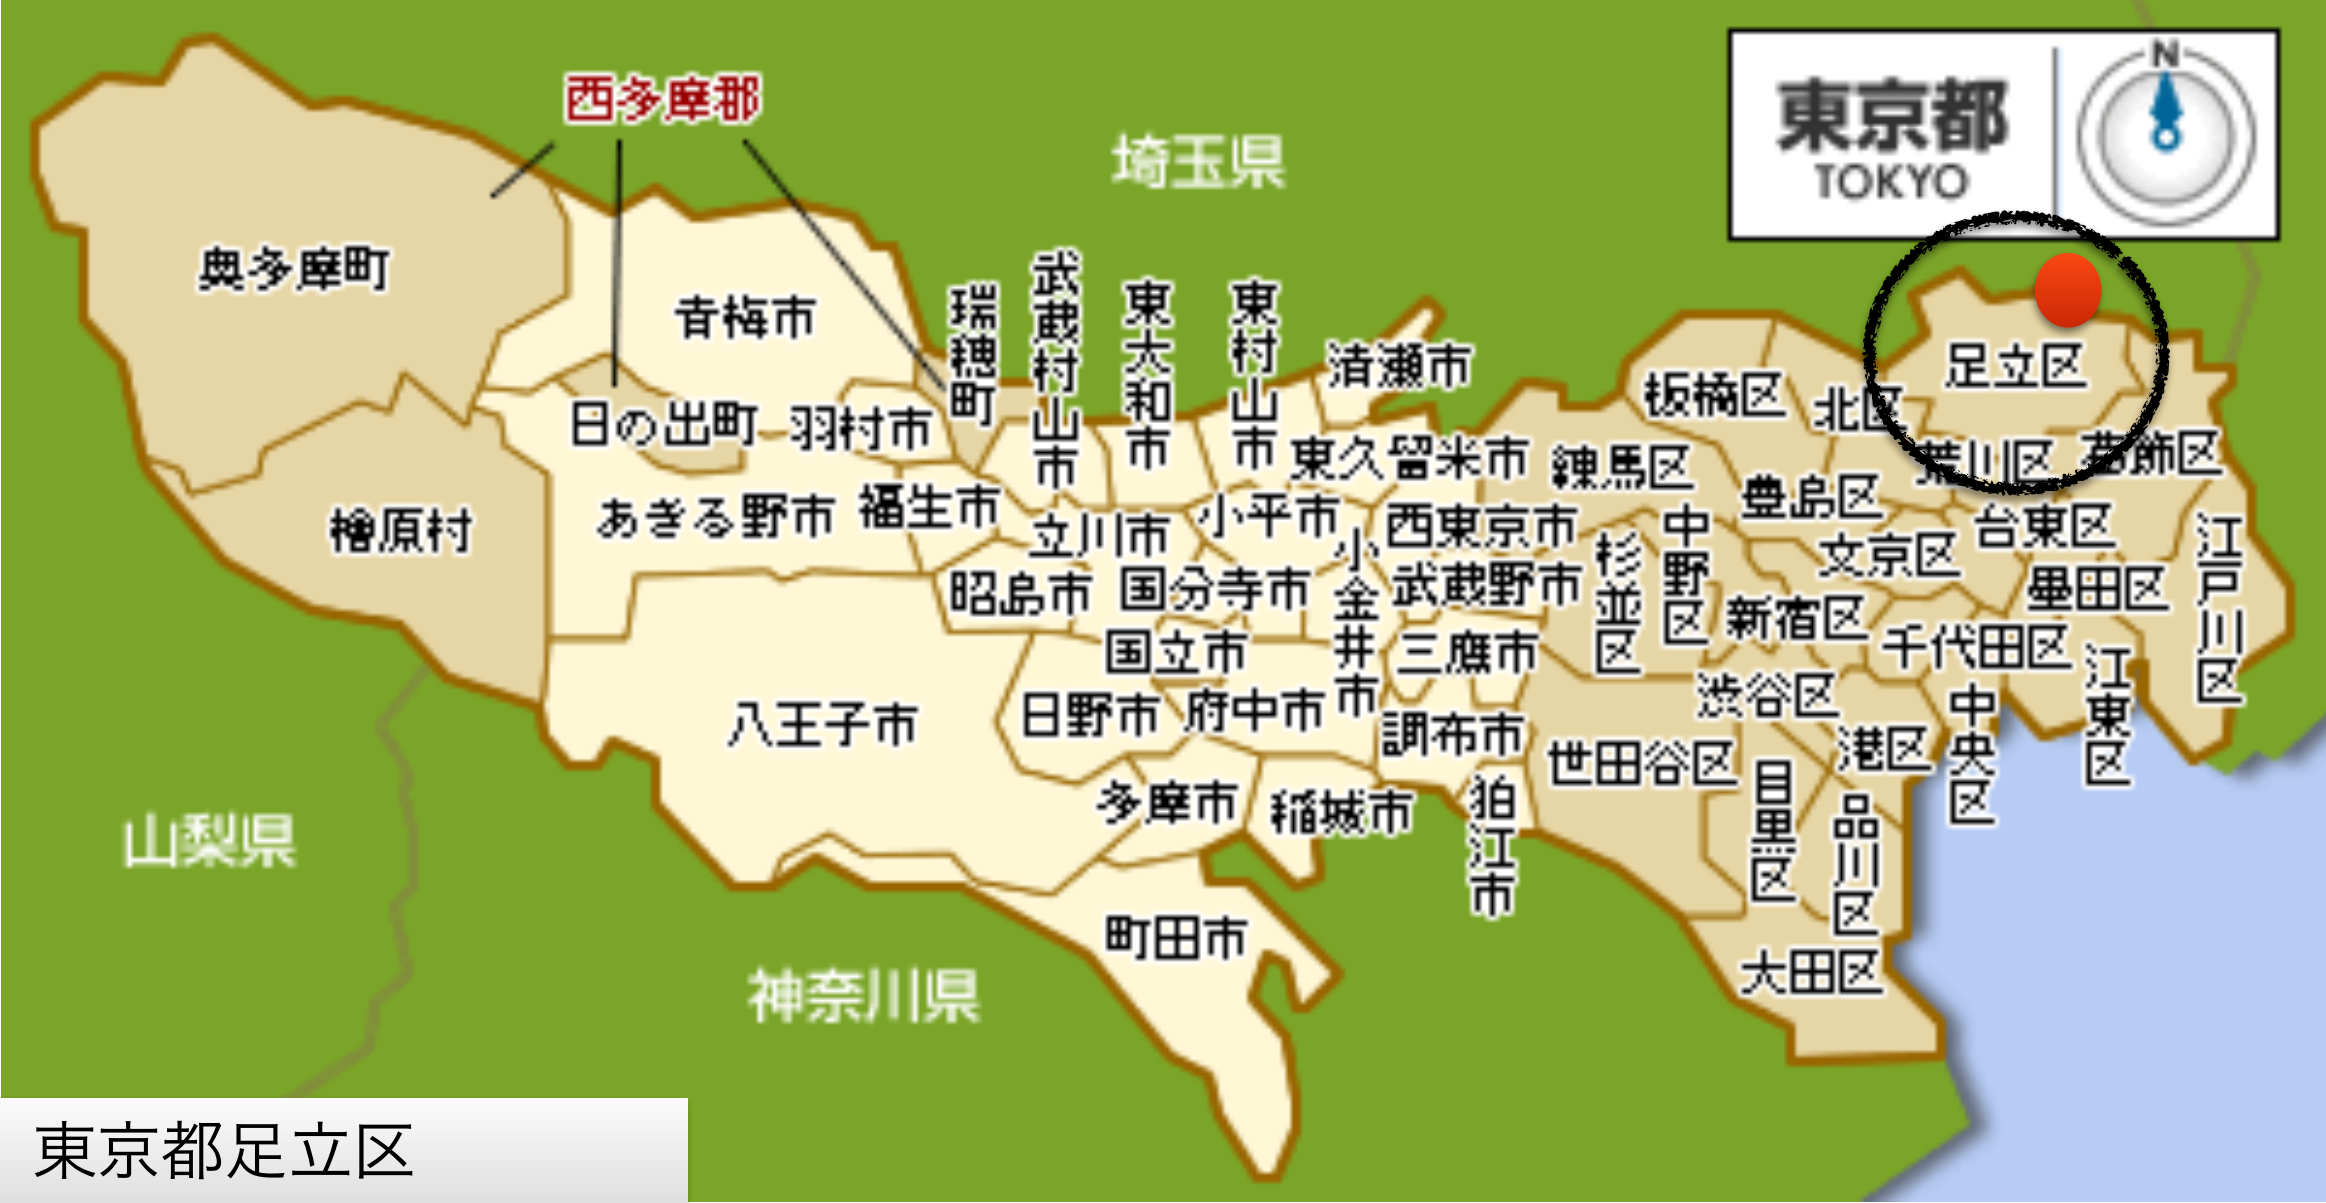 西多摩郡
埼玉県
東京都
TOKYO
N
奥多摩町
青梅市
瑞穂町
武蔵村山市
東大和市
東村山市
清瀬市
板橋区
北区
足立区
日の出町
羽村市
東久留米市
練馬区
荒川区
葛飾区
檜原村
あきる野市
福生市
立川市
小平市
西東京市
豊島区
中野区
杉並区
文京区
台東区
江戸川区
昭島市
国分寺市
小金井市
武蔵野市
新宿区
墨田区
国立市
三鷹市
千代田区
江東区
八王子市
日野市
府中市
調布市
渋谷区
世田谷区
港区
中央区
多摩市
稲城市
狛江市
目黒区
品川区
山梨県
町田市
神奈川県
大田区
東京都足立区